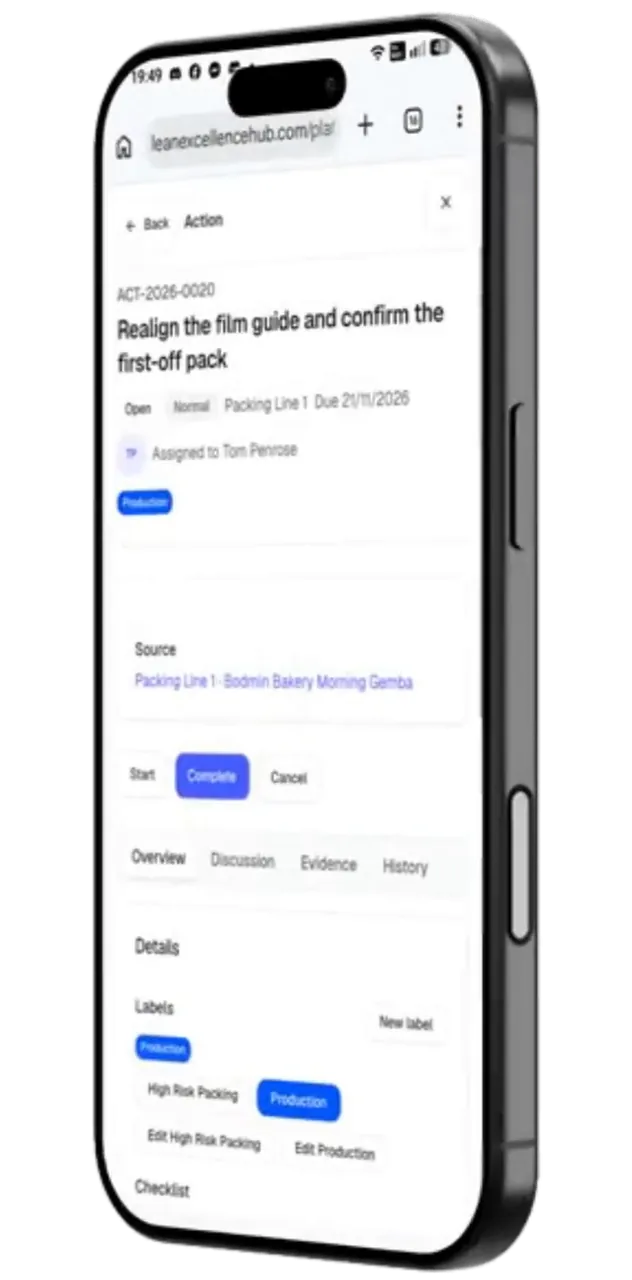 19:49
leanexcellencehub.com/pla
← Back Action ×
ACT-2026-0020
Realign the film guide and confirm the
first-off pack
Open Normal Packing Line 1 Due 21/11/2026
TP Assigned to Tom Penrose
Production
Source
Packing Line 1 · Bodmin Bakery Morning Gemba
Start Complete Cancel
Overview Discussion Evidence History
Details
Labels New label
Production
High Risk Packing Production
Edit High Risk Packing Edit Production
Checklist